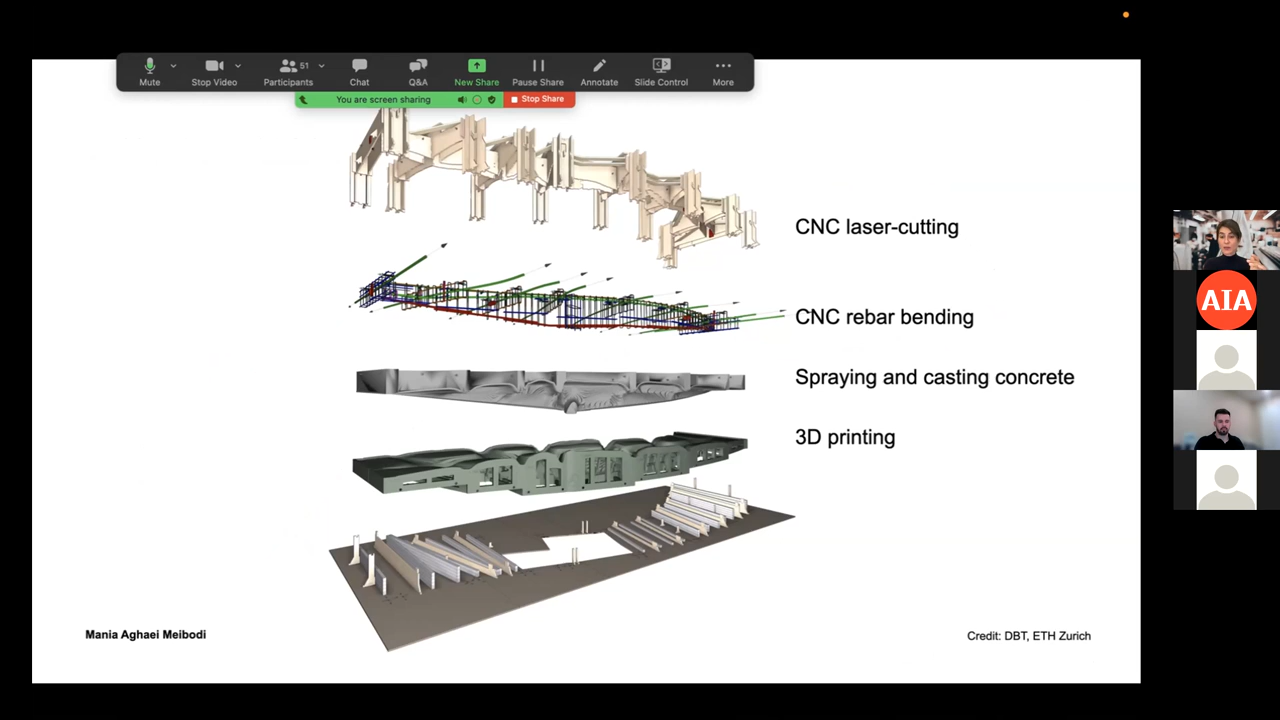 51
Mute
Stop Video
Participants
Chat
Q&A
New Share
Pause Share
Annotate
Slide Control
More
You are screen sharing
Stop Share
CNC laser-cutting
AIA
CNC rebar bending
Spraying and casting concrete
3D printing
Mania Aghaei Meibodi
Credit: DBT, ETH Zurich